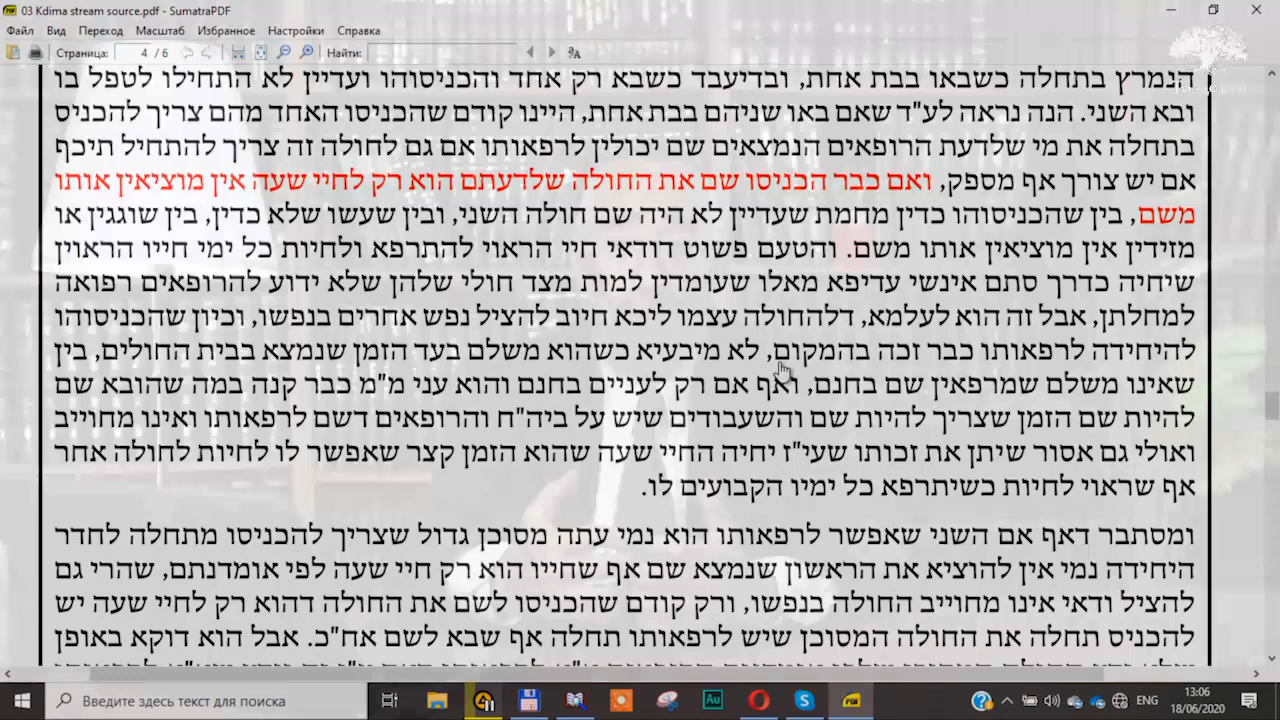 03 Kdima stream source.pdf - SumatraPDF
Файл Вид Переход Масштаб Избранное Настройки Справка
Страница: 4 / 6 Найти:
הנמרץ בתחלה כשבאו בבת אחת, ובדיעבד כשבא רק אחד והכניסוהו ועדיין לא התחילו לטפל בו
ובא השני. הנה נראה לע"ד שאם באו שניהם בבת אחת, היינו קודם שהכניסו האחד מהם צריך להכניס
בתחלה את מי שלדעת הרופאים הנמצאים שם יכולין לרפאותו אם גם לחולה זה צריך להתחיל תיכף
אם יש צורך אף מספק, ואם כבר הכניסו שם את החולה שלדעתם הוא רק לחיי שעה אין מוציאין אותו
משם, בין שהכניסוהו כדין מחמת שעדיין לא היה שם חולה השני, ובין שעשו שלא כדין, בין שוגגין או
מזידין אין מוציאין אותו משם. והטעם פשוט דודאי חיי הראוי להתרפא ולחיות כל ימי חייו הראוין
שיחיה כדרך סתם אינשי עדיפא מאלו שעומדין למות מצד חולי שלהן שלא ידוע להרופאים רפואה
למחלתן, אבל זה הוא לעלמא, דלהחולה עצמו ליכא חיוב להציל נפש אחרים בנפשו, וכיון שהכניסוהו
להיחידה לרפאותו כבר זכה בהמקום, לא מיבעיא כשהוא משלם בעד הזמן שנמצא בבית החולים, בין
שאינו משלם שמרפאין שם בחנם, ואף אם רק לעניים בחנם והוא עני מ"מ כבר קנה במה שהובא שם
להיות שם הזמן שצריך להיות שם והשעבודים שיש על ביה"ח והרופאים דשם לרפאותו ואינו מחוייב
ואולי גם אסור שיתן את זכותו שעי"ז יחיה החיי שעה שהוא הזמן קצר שאפשר לו לחיות לחולה אחר
אף שראוי לחיות כשיתרפא כל ימיו הקבועים לו.
ומסתבר דאף אם השני שאפשר לרפאותו הוא נמי עתה מסוכן גדול שצריך להכניסו מתחלה לחדר
היחידה נמי אין להוציא את הראשון שנמצא שם אף שחייו הוא רק חיי שעה לפי אומדנתם, שהרי גם
להציל ודאי אינו מחוייב החולה בנפשו, ורק קודם שהכניסו לשם את החולה דהוא רק לחיי שעה יש
להכניס תחלה את החולה המסוכן שיש לרפאותו תחלה אף שבא לשם אח"כ. אבל הוא דוקא באופן
Введите здесь текст для поиска
ENG
13:06
18/06/2020